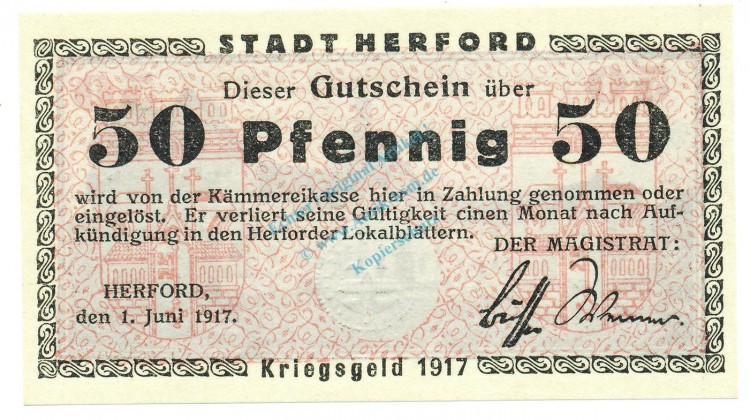 STADT HERFORD
Dieser Gutschein über
50 Pfennig 50
wird von der Kämmereikasse hier in Zahlung genommen oder
eingelöst. Er verliert seine Gültigkeit einen Monat nach Auf-
kündigung in den Herforder Lokalblättern.
DER MAGISTRAT:
HERFORD,
den 1. Juni 1917.
Kriegsgeld 1917